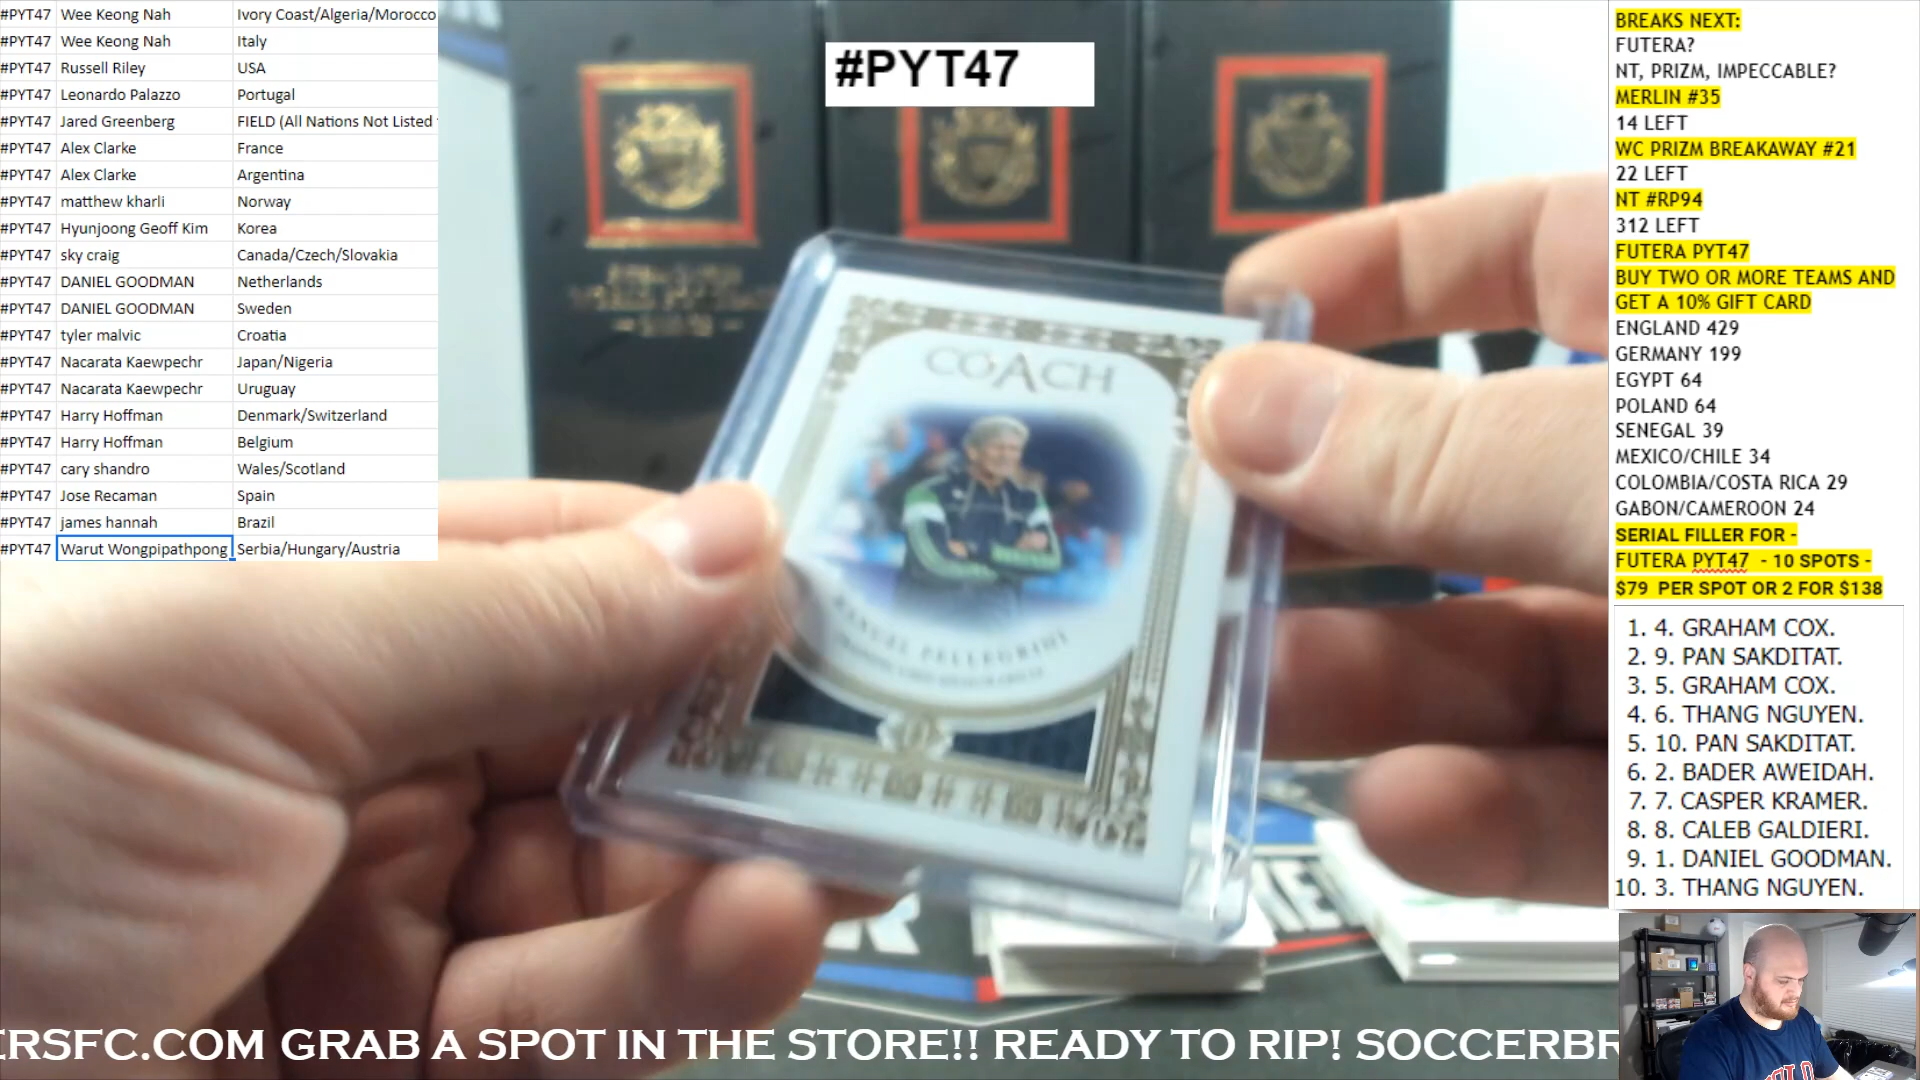 #PYT47 Wee Keong Nah Ivory Coast/Algeria/Morocco
#PYT47 Wee Keong Nah Italy
#PYT47 Russell Riley USA
#PYT47 Leonardo Palazzo Portugal
#PYT47 Jared Greenberg FIELD (All Nations Not Listed
#PYT47 Alex Clarke France
#PYT47 Alex Clarke Argentina
#PYT47 matthew kharli Norway
#PYT47 Hyunjoong Geoff Kim Korea
#PYT47 sky craig Canada/Czech/Slovakia
#PYT47 DANIEL GOODMAN Netherlands
#PYT47 DANIEL GOODMAN Sweden
#PYT47 tyler malvic Croatia
#PYT47 Nacarata Kaewpechr Japan/Nigeria
#PYT47 Nacarata Kaewpechr Uruguay
#PYT47 Harry Hoffman Denmark/Switzerland
#PYT47 Harry Hoffman Belgium
#PYT47 cary shandro Wales/Scotland
#PYT47 Jose Recaman Spain
#PYT47 james hannah Brazil
#PYT47 Warut Wongpipathpong Serbia/Hungary/Austria
#PYT47
COACH
MANUEL PELLEGRINI
BREAKS NEXT:
FUTERA?
NT, PRIZM, IMPECCABLE?
MERLIN #35
14 LEFT
WC PRIZM BREAKAWAY #21
22 LEFT
NT #RP94
312 LEFT
FUTERA PYT47
BUY TWO OR MORE TEAMS AND
GET A 10% GIFT CARD
ENGLAND 429
GERMANY 199
EGYPT 64
POLAND 64
SENEGAL 39
MEXICO/CHILE 34
COLOMBIA/COSTA RICA 29
GABON/CAMEROON 24
SERIAL FILLER FOR -
FUTERA PYT47 - 10 SPOTS -
$79 PER SPOT OR 2 FOR $138
1. 4. GRAHAM COX.
2. 9. PAN SAKDITAT.
3. 5. GRAHAM COX.
4. 6. THANG NGUYEN.
5. 10. PAN SAKDITAT.
6. 2. BADER AWEIDAH.
7. 7. CASPER KRAMER.
8. 8. CALEB GALDIERI.
9. 1. DANIEL GOODMAN.
10. 3. THANG NGUYEN.
ERSFC.COM GRAB A SPOT IN THE STORE!! READY TO RIP! SOCCERBR